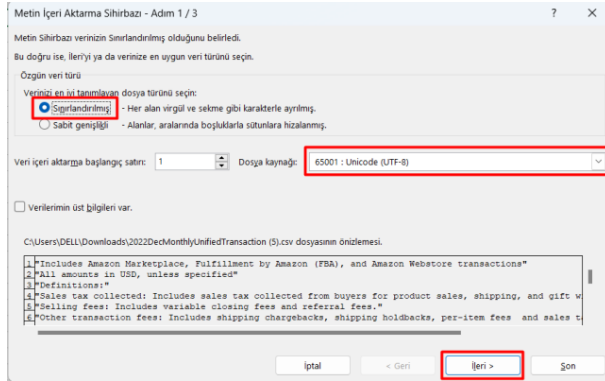 Metin İçeri Aktarma Sihirbazı - Adım 1 / 3 ? ×
Metin Sihirbazı verinizin Sınırlandırılmış olduğunu belirledi.
Bu doğru ise, İleri'yi ya da verinize en uygun veri türünü seçin.
Özgün veri türü
Verinizi en iyi tanımlayan dosya türünü seçin:
Sınırlandırılmış - Her alan virgül ve sekme gibi karakterle ayrılmış.
Sabit genişlikli - Alanlar, aralarında boşluklarla sütunlara hizalanmış.
Veri içeri aktarma başlangıç satırı: 1 Dosya kaynağı: 65001 : Unicode (UTF-8)
Verilerimin üst bilgileri var.
C:\Users\DELL\Downloads\2022DecMonthlyUnifiedTransaction (5).csv dosyasının önizlemesi.
1 "Includes Amazon Marketplace, Fulfillment by Amazon (FBA), and Amazon Webstore transactions"
2 "All amounts in USD, unless specified"
3 "Definitions:"
4 "Sales tax collected: Includes sales tax collected from buyers for product sales, shipping, and gift w
5 "Selling fees: Includes variable closing fees and referral fees."
6 "Other transaction fees: Includes shipping chargebacks, shipping holdbacks, per-item fees and sales t
İptal < Geri İleri > Son